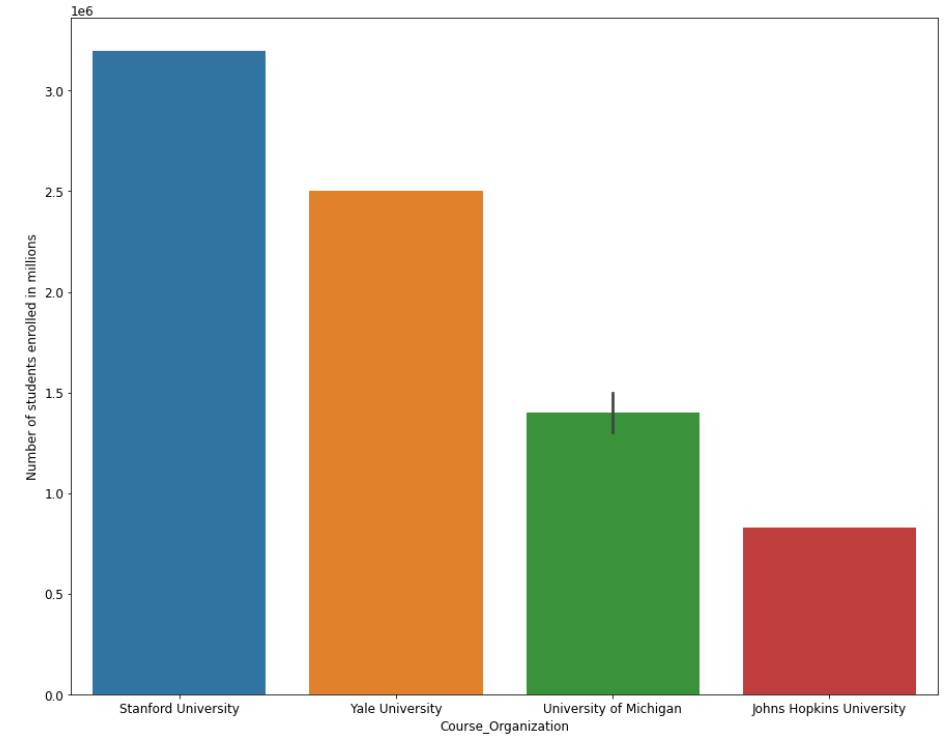 1e6
3.0
2.5
2.0
1.5
1.0
0.5
0.0
Number of students enrolled in millions
Stanford University Yale University University of Michigan Johns Hopkins University
Course_Organization